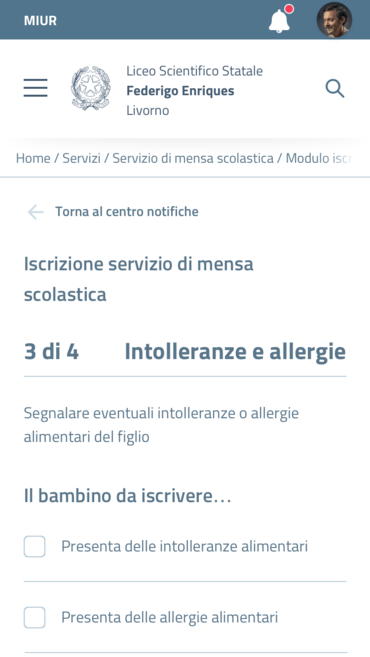 MIUR
Liceo Scientifico Statale
Federigo Enriques
Livorno
Home / Servizi / Servizio di mensa scolastica / Modulo iscr
Torna al centro notifiche
Iscrizione servizio di mensa
scolastica
3 di 4 Intolleranze e allergie
Segnalare eventuali intolleranze o allergie
alimentari del figlio
Il bambino da iscrivere…
Presenta delle intolleranze alimentari
Presenta delle allergie alimentari